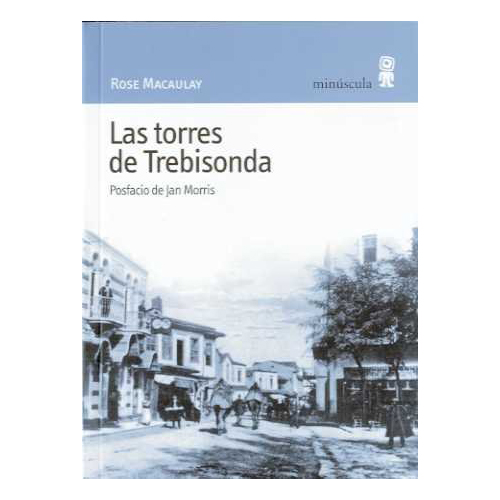 ROSE MACAULAY
minúscula
Las torres
de Trebisonda
Posfacio de Jan Morris